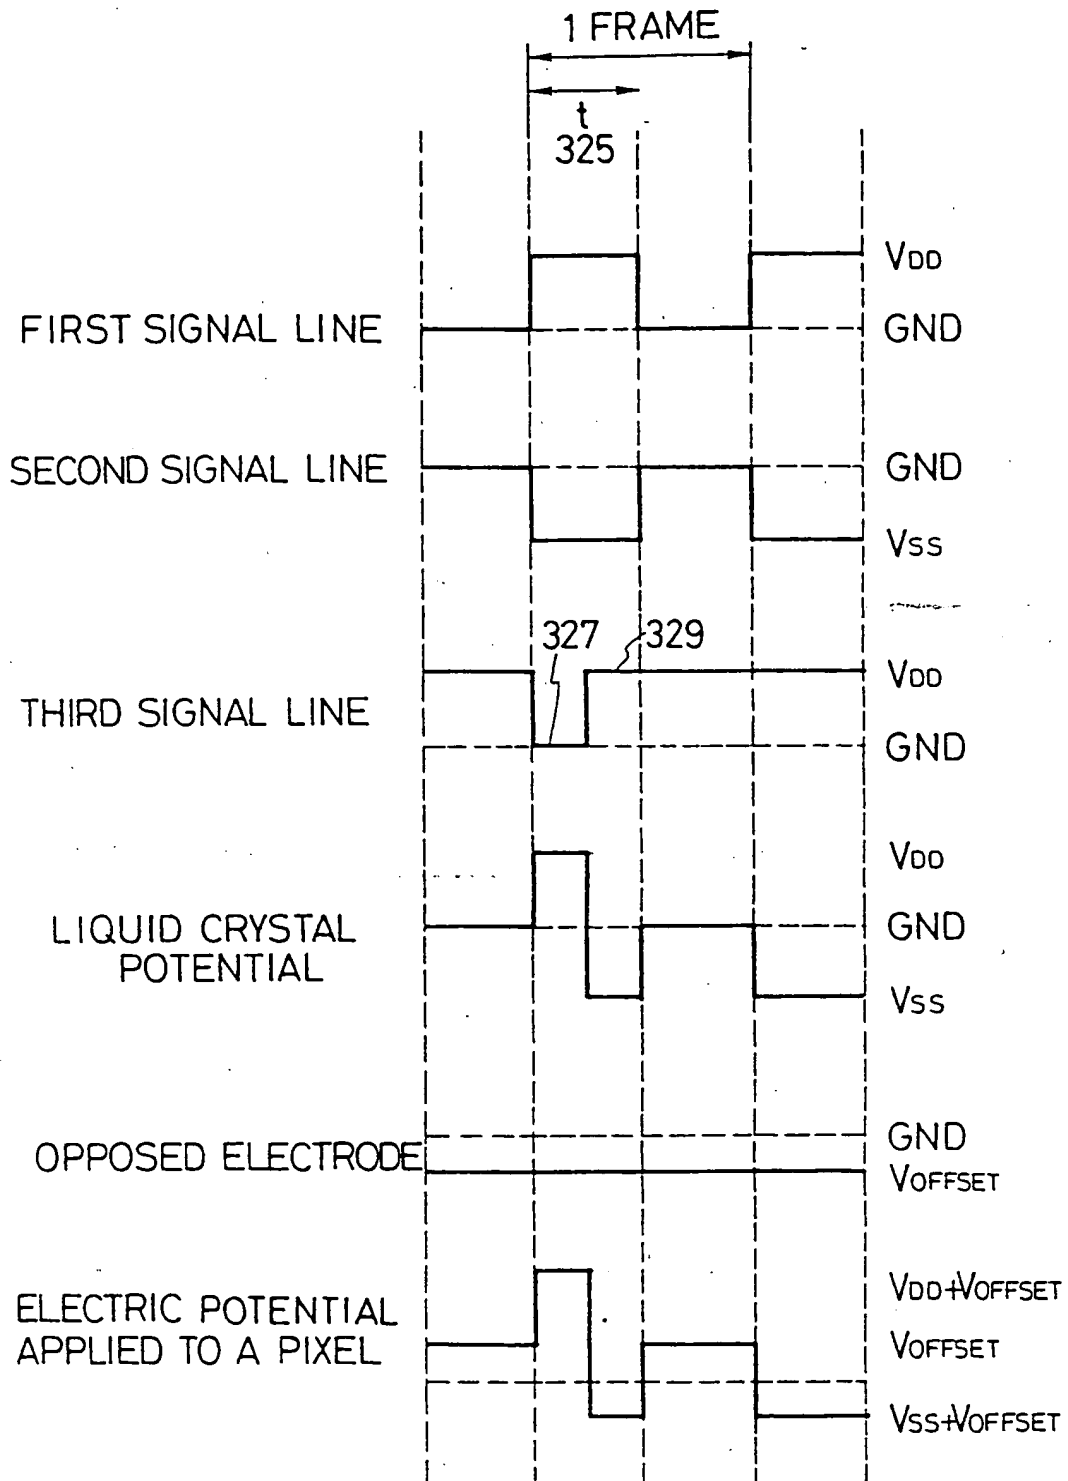 1 FRAME
t
325
VDD
FIRST SIGNAL LINE
GND
SECOND SIGNAL LINE
GND
VSS
327
329
VDD
THIRD SIGNAL LINE
GND
VDD
LIQUID CRYSTAL
POTENTIAL
GND
VSS
GND
OPPOSED ELECTRODE
VOFFSET
VDD+VOFFSET
ELECTRIC POTENTIAL
APPLIED TO A PIXEL
VOFFSET
VSS+VOFFSET